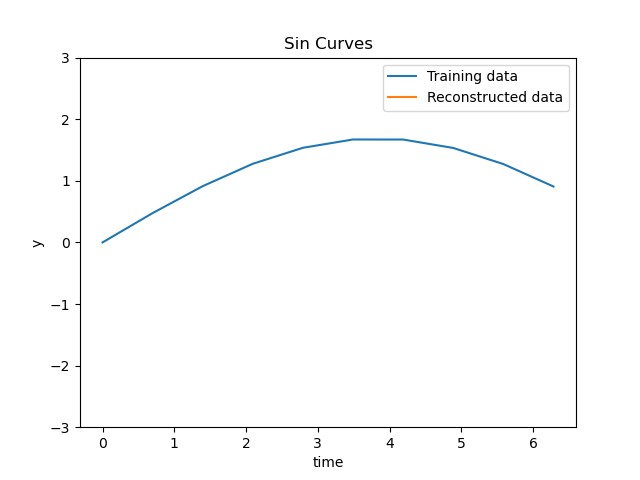 Sin Curves
Training data
Reconstructed data
3
2
1
0
−1
−2
−3
y
0 1 2 3 4 5 6
time